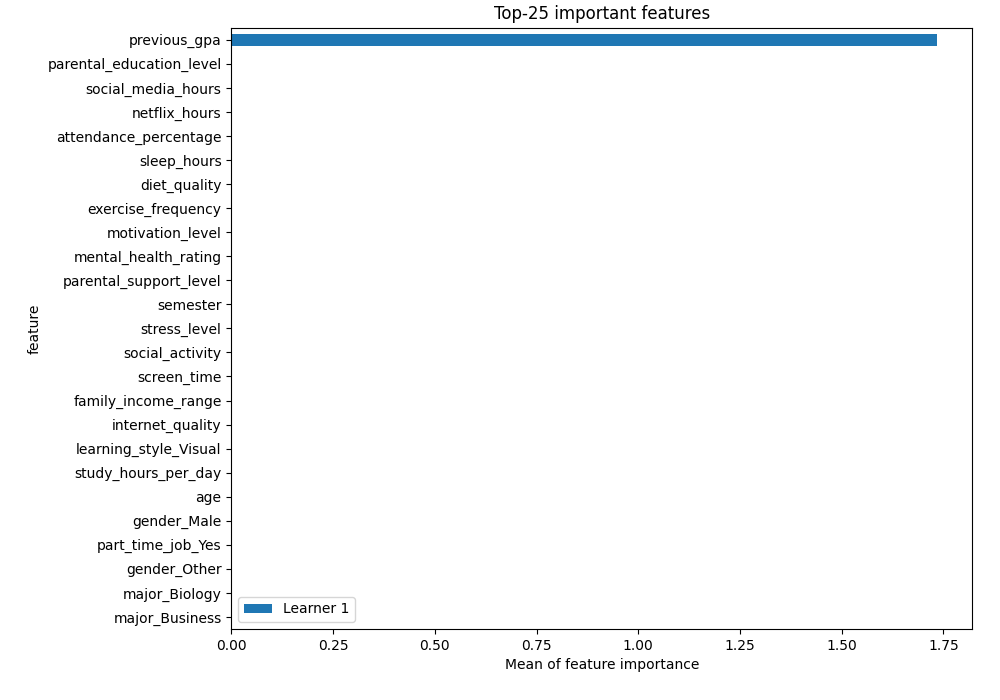 Top-25 important features
previous_gpa
parental_education_level
social_media_hours
netflix_hours
attendance_percentage
sleep_hours
diet_quality
exercise_frequency
motivation_level
mental_health_rating
parental_support_level
semester
stress_level
social_activity
screen_time
family_income_range
internet_quality
learning_style_Visual
study_hours_per_day
age
gender_Male
part_time_job_Yes
gender_Other
major_Biology
major_Business
feature
Learner 1
0.00 0.25 0.50 0.75 1.00 1.25 1.50 1.75
Mean of feature importance